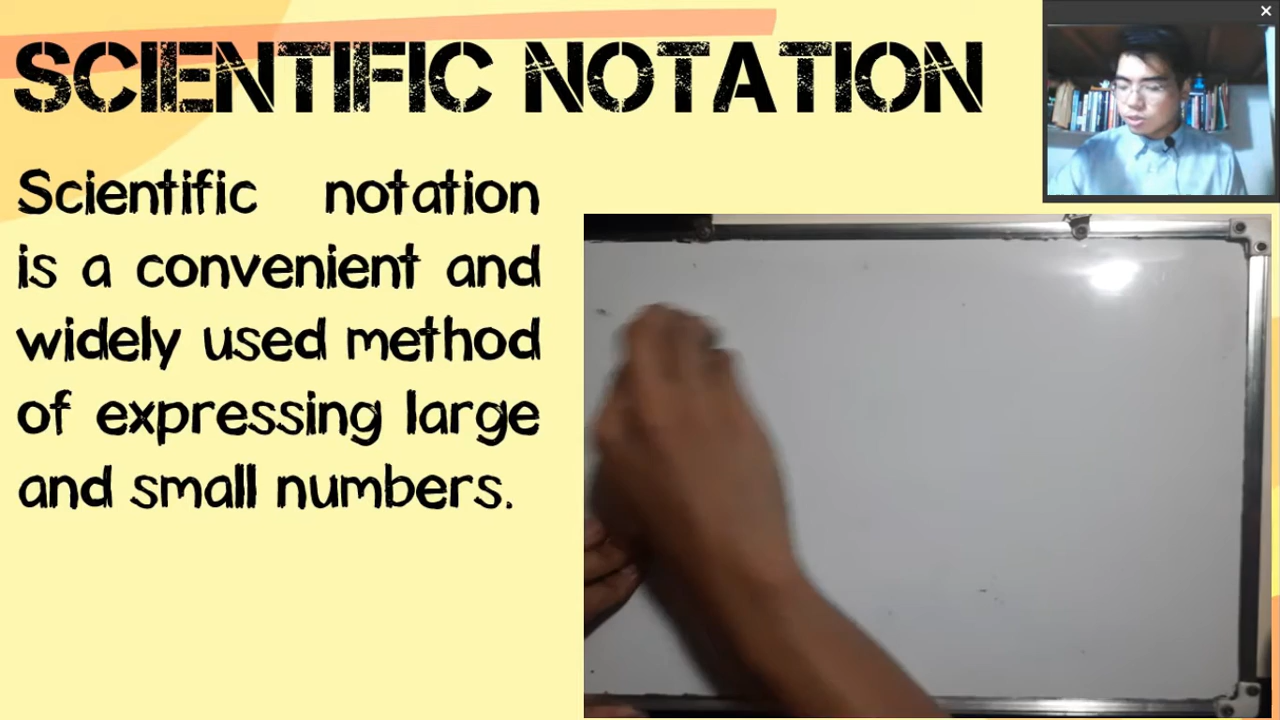 SCIENTIFIC NOTATION
Scientific notation
is a convenient and
widely used method
of expressing large
and small numbers.